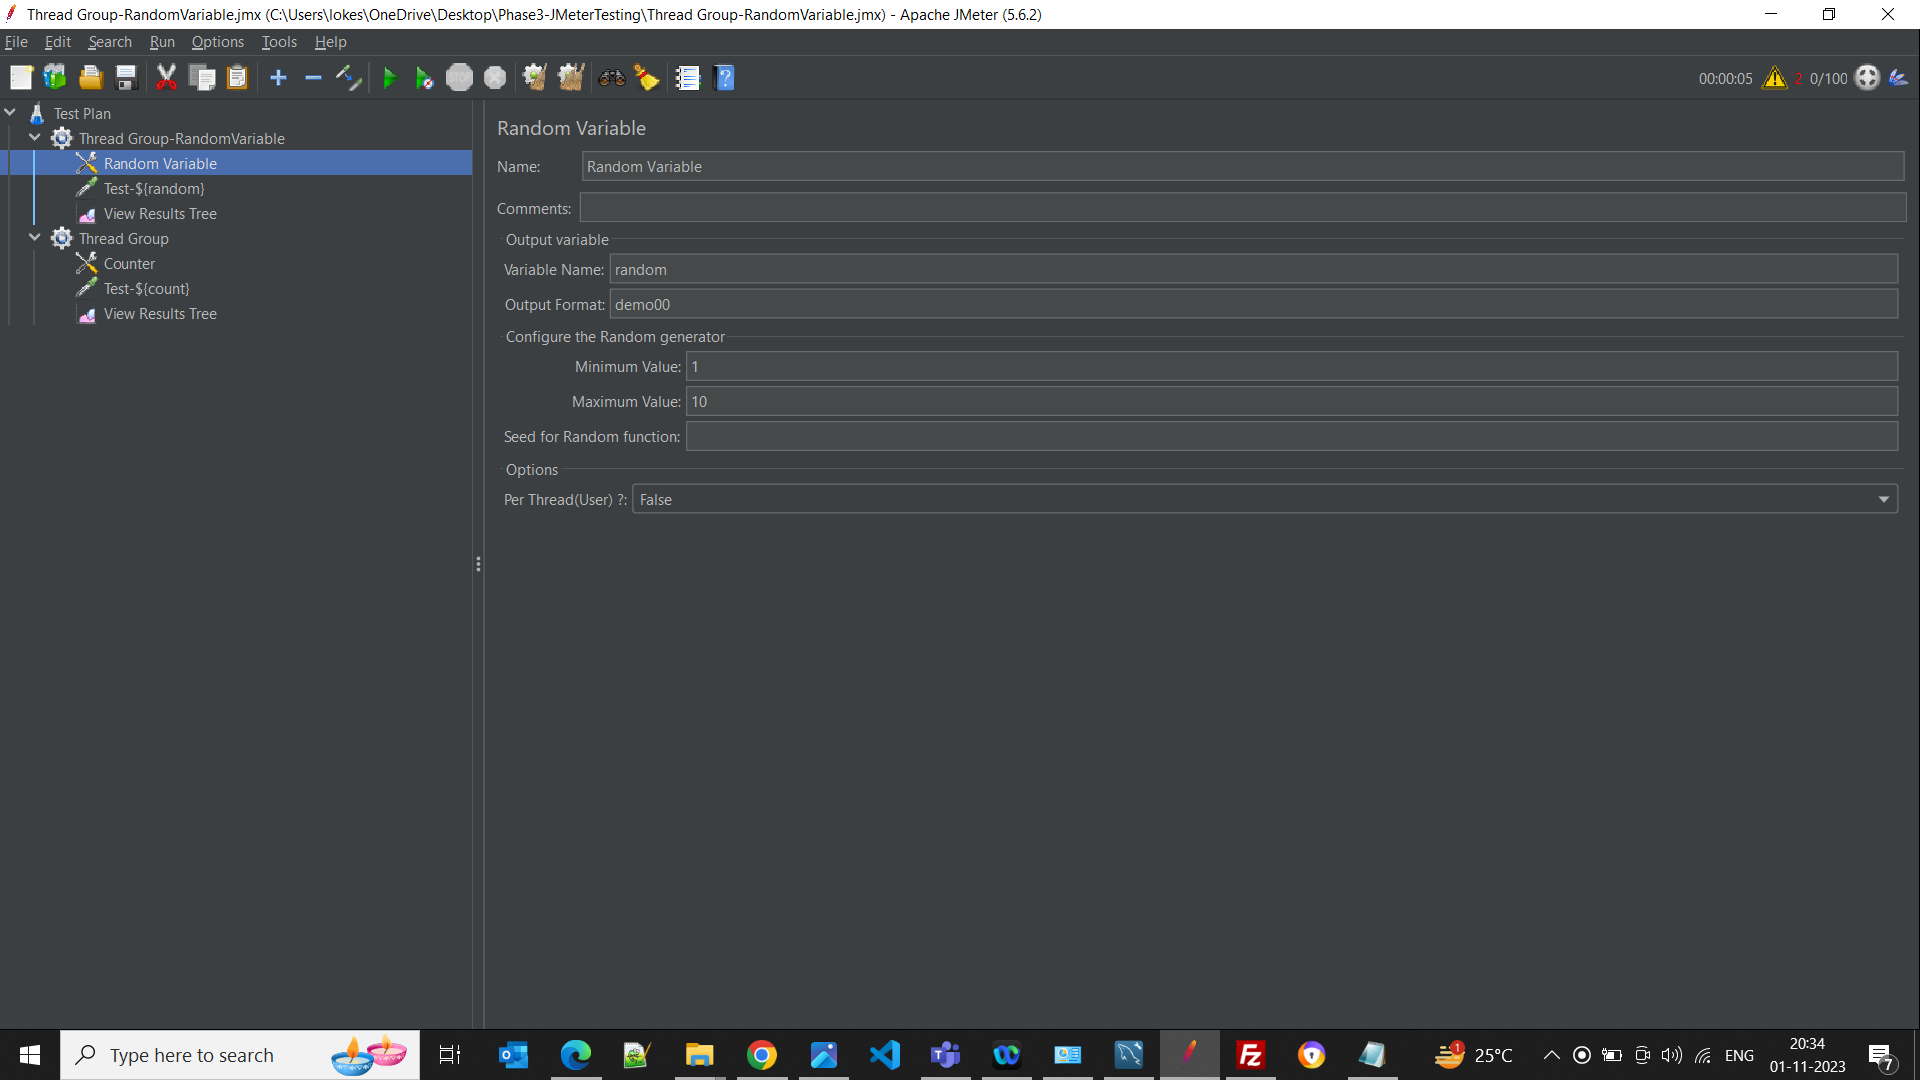 Thread Group-RandomVariable.jmx (C:\Users\lokes\OneDrive\Desktop\Phase3-JMeterTesting\Thread Group-RandomVariable.jmx) - Apache JMeter (5.6.2)
File Edit Search Run Options Tools Help
STOP 00:00:05 2 0/100
Test Plan
Thread Group-RandomVariable
Random Variable
Test-${random}
View Results Tree
Thread Group
Counter
Test-${count}
View Results Tree
Random Variable
Name: Random Variable
Comments:
Output variable
Variable Name: random
Output Format: demo00
Configure the Random generator
Minimum Value: 1
Maximum Value: 10
Seed for Random function:
Options
Per Thread(User) ?: False
Type here to search
1 25°C ENG
20:34
01-11-2023
7